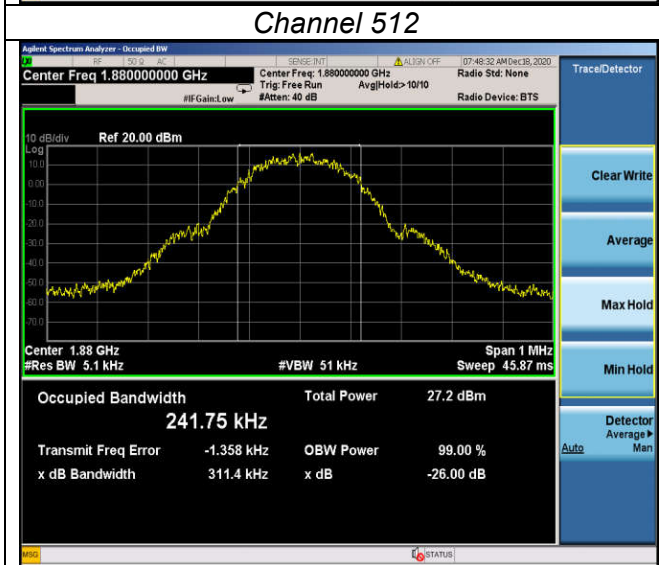 Channel 512
Agilent Spectrum Analyzer - Occupied BW
RF 50 Ω AC SENSE:INT ALIGN OFF 07:48:32 AM Dec 18, 2020
Center Freq 1.880000000 GHz Center Freq: 1.880000000 GHz Radio Std: None Trace/Detector
Trig: Free Run Avg|Hold:> 10/10
#IFGain:Low #Atten: 40 dB Radio Device: BTS
10 dB/div Ref 20.00 dBm
Log
10.0
0.00
-10.0
-20.0
-30.0
-40.0
-50.0
-60.0
-70.0
Clear Write
Average
Max Hold
Min Hold
Center 1.88 GHz Span 1 MHz
#Res BW 5.1 kHz #VBW 51 kHz Sweep 45.87 ms
Occupied Bandwidth Total Power 27.2 dBm
241.75 kHz
Transmit Freq Error -1.358 kHz OBW Power 99.00 %
x dB Bandwidth 311.4 kHz x dB -26.00 dB
Detector
Average▶
Auto Man
MSG STATUS